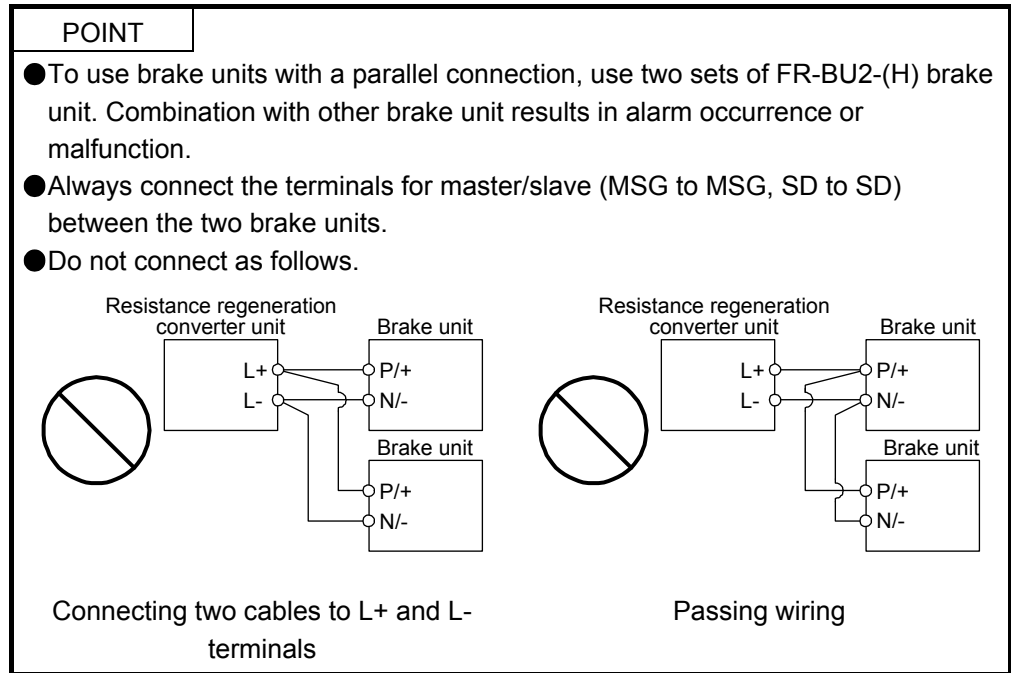 POINT
●To use brake units with a parallel connection, use two sets of FR-BU2-(H) brake
unit. Combination with other brake unit results in alarm occurrence or
malfunction.
●Always connect the terminals for master/slave (MSG to MSG, SD to SD)
between the two brake units.
●Do not connect as follows.
Resistance regeneration
converter unit
Brake unit
L+
P/+
L-
N/-
Brake unit
P/+
N/-
Connecting two cables to L+ and L-
terminals
Resistance regeneration
converter unit
Brake unit
L+
P/+
L-
N/-
Brake unit
P/+
N/-
Passing wiring